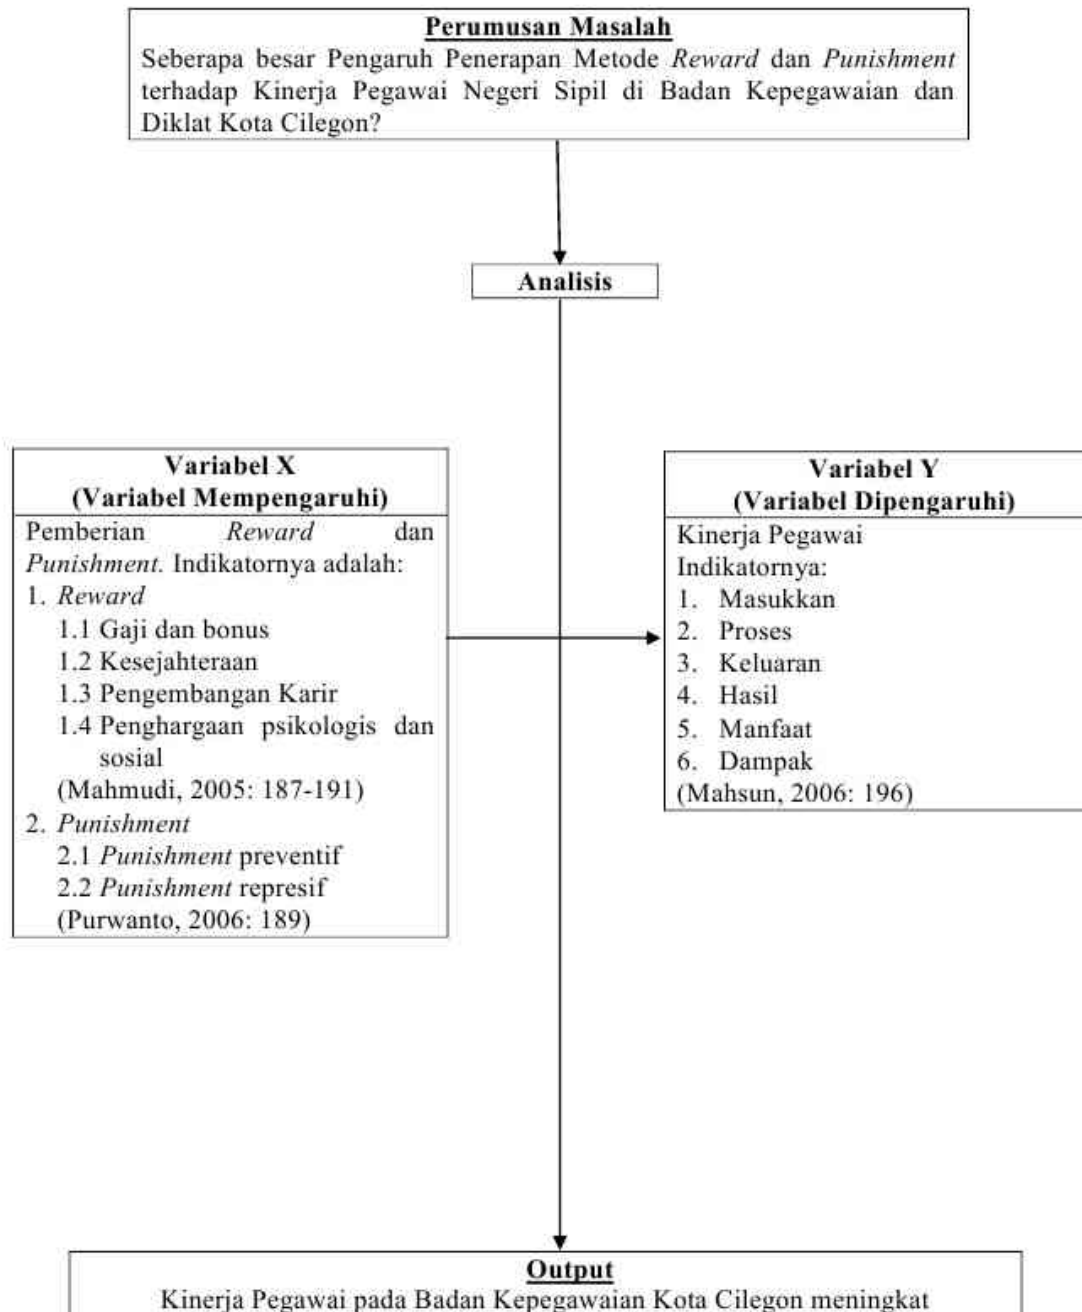 Perumusan Masalah
Seberapa besar Pengaruh Penerapan Metode Reward dan Punishment
terhadap Kinerja Pegawai Negeri Sipil di Badan Kepegawaian dan
Diklat Kota Cilegon?
Analisis
Variabel X
(Variabel Mempengaruhi)
Pemberian Reward dan
Punishment. Indikatornya adalah:
1. Reward
1.1 Gaji dan bonus
1.2 Kesejahteraan
1.3 Pengembangan Karir
1.4 Penghargaan psikologis dan
sosial
(Mahmudi, 2005: 187-191)
2. Punishment
2.1 Punishment preventif
2.2 Punishment represif
(Purwanto, 2006: 189)
Variabel Y
(Variabel Dipengaruhi)
Kinerja Pegawai
Indikatornya:
1. Masukkan
2. Proses
3. Keluaran
4. Hasil
5. Manfaat
6. Dampak
(Mahsun, 2006: 196)
Output
Kinerja Pegawai pada Badan Kepegawaian Kota Cilegon meningkat